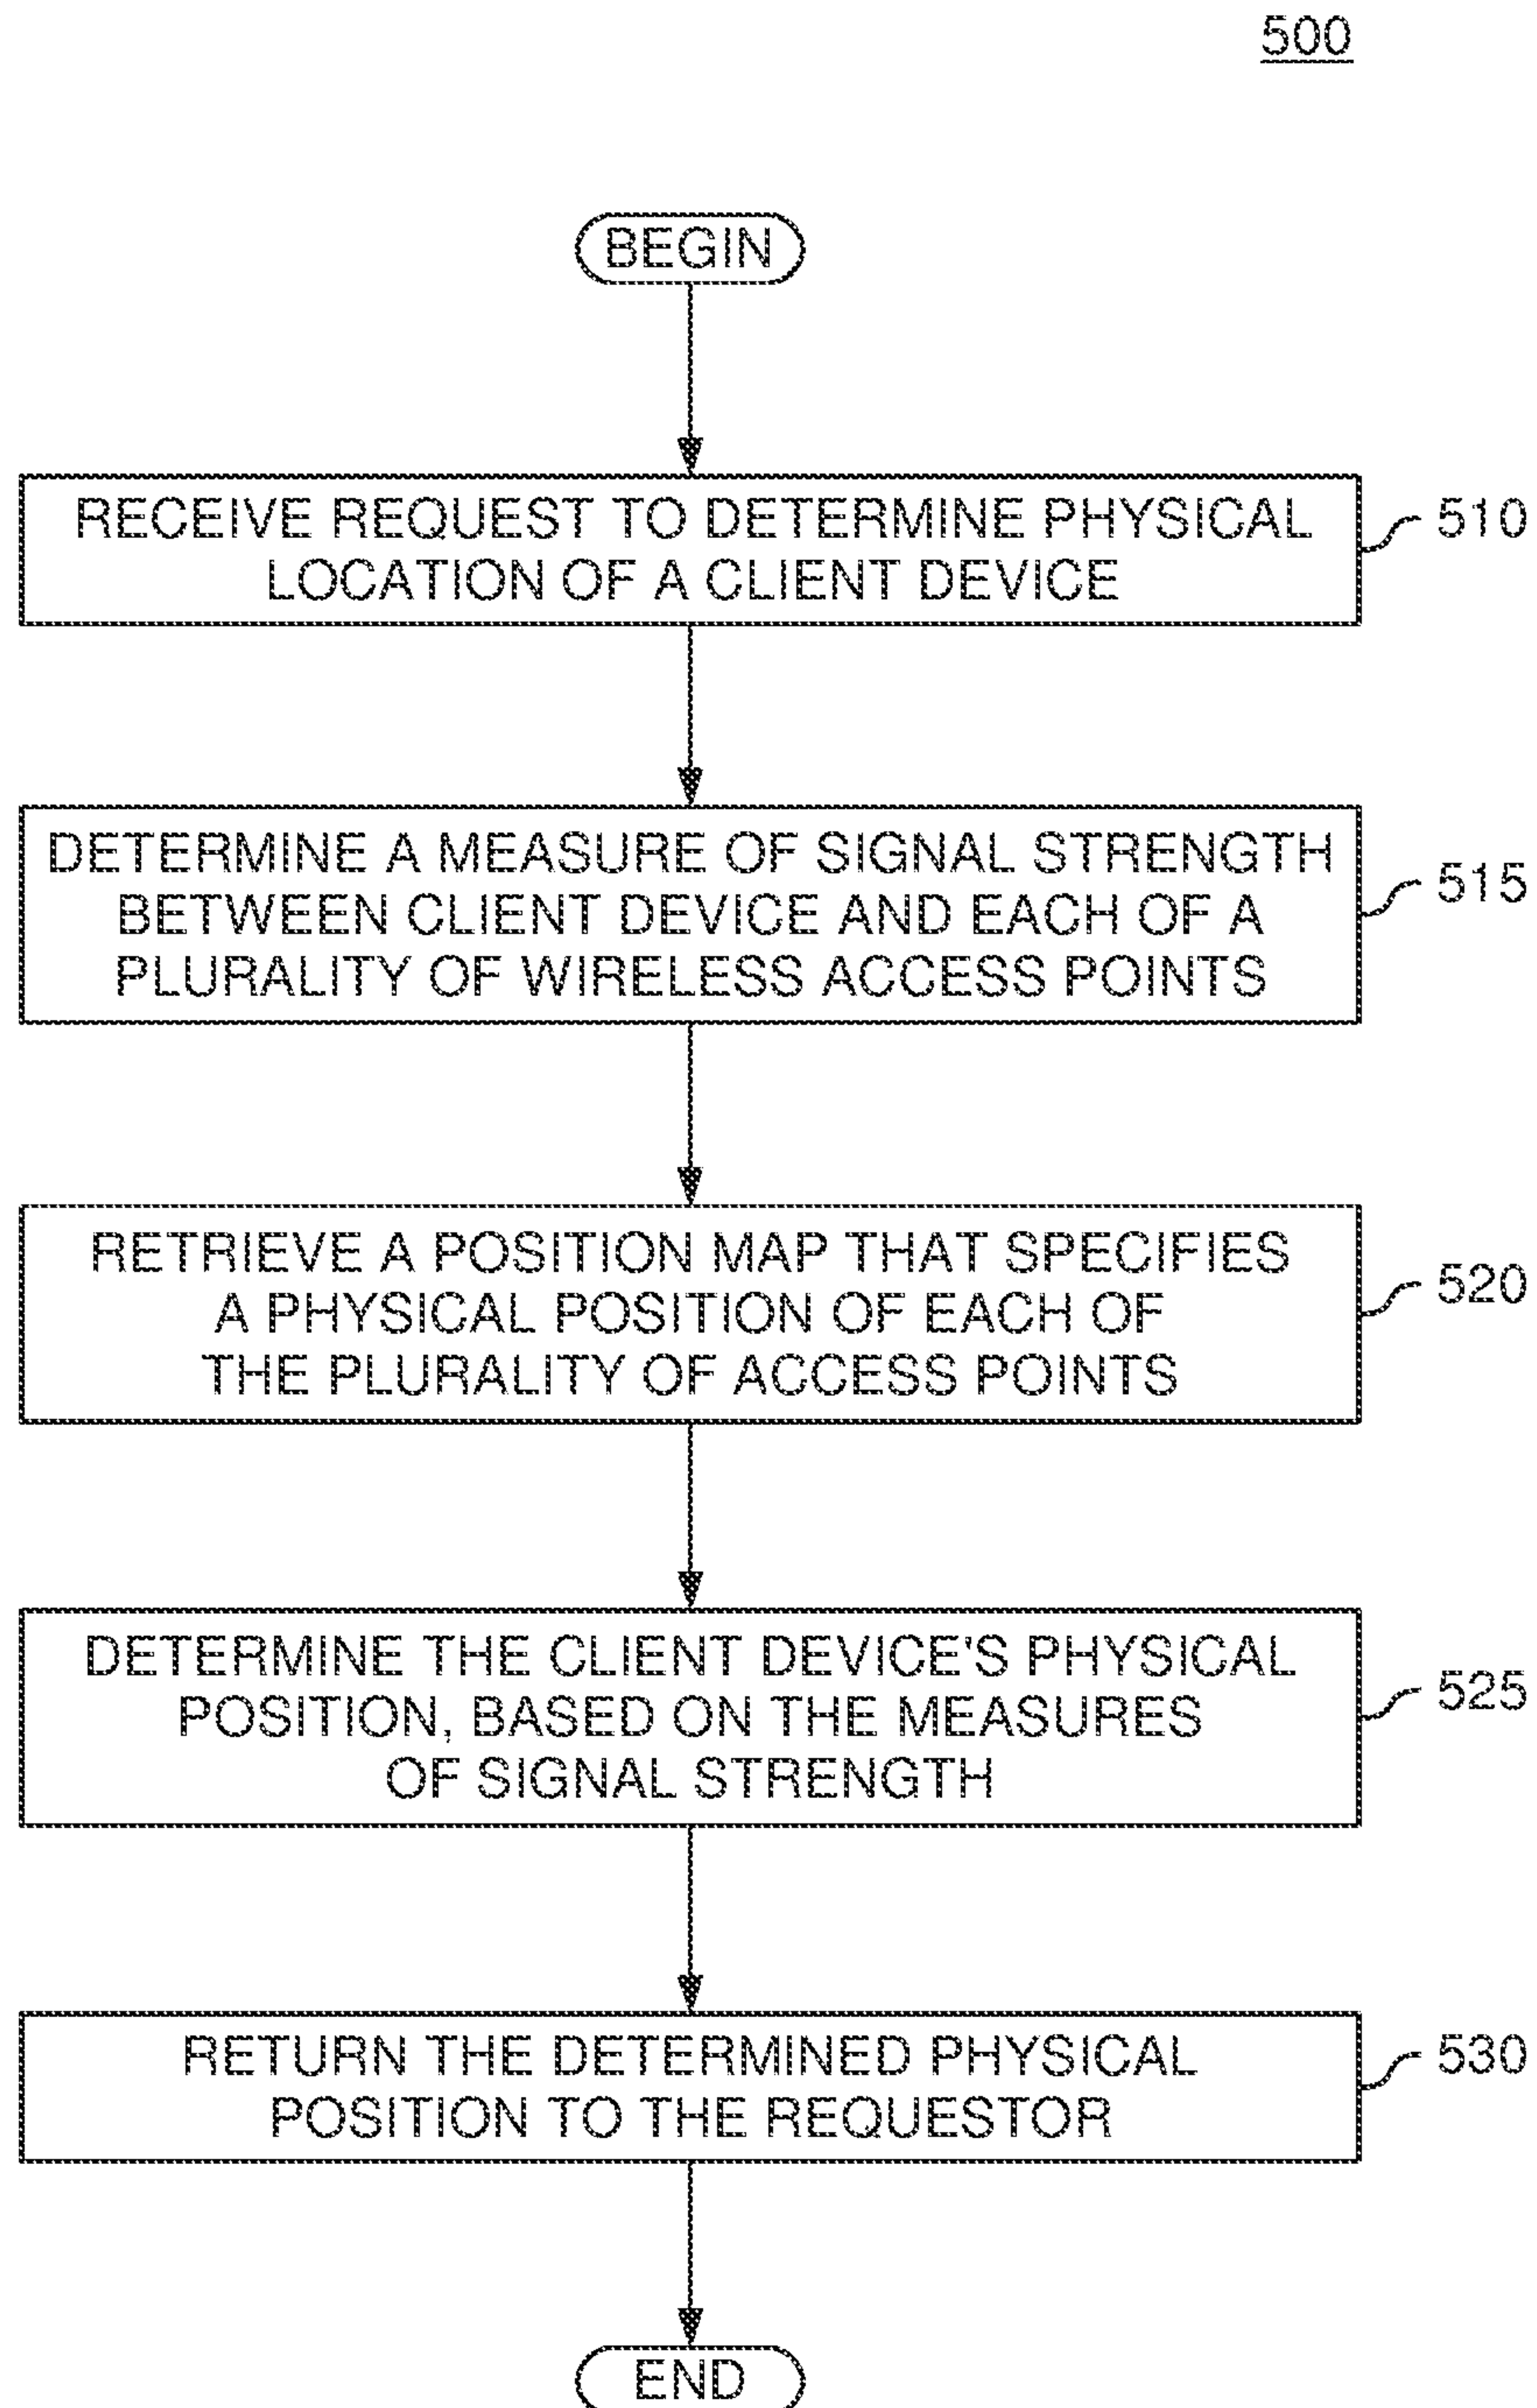 500
BEGIN
RECEIVE REQUEST TO DETERMINE PHYSICAL
LOCATION OF A CLIENT DEVICE
510
DETERMINE A MEASURE OF SIGNAL STRENGTH
BETWEEN CLIENT DEVICE AND EACH OF A
PLURALITY OF WIRELESS ACCESS POINTS
515
RETRIEVE A POSITION MAP THAT SPECIFIES
A PHYSICAL POSITION OF EACH OF
THE PLURALITY OF ACCESS POINTS
520
DETERMINE THE CLIENT DEVICE'S PHYSICAL
POSITION, BASED ON THE MEASURES
OF SIGNAL STRENGTH
525
RETURN THE DETERMINED PHYSICAL
POSITION TO THE REQUESTOR
530
END